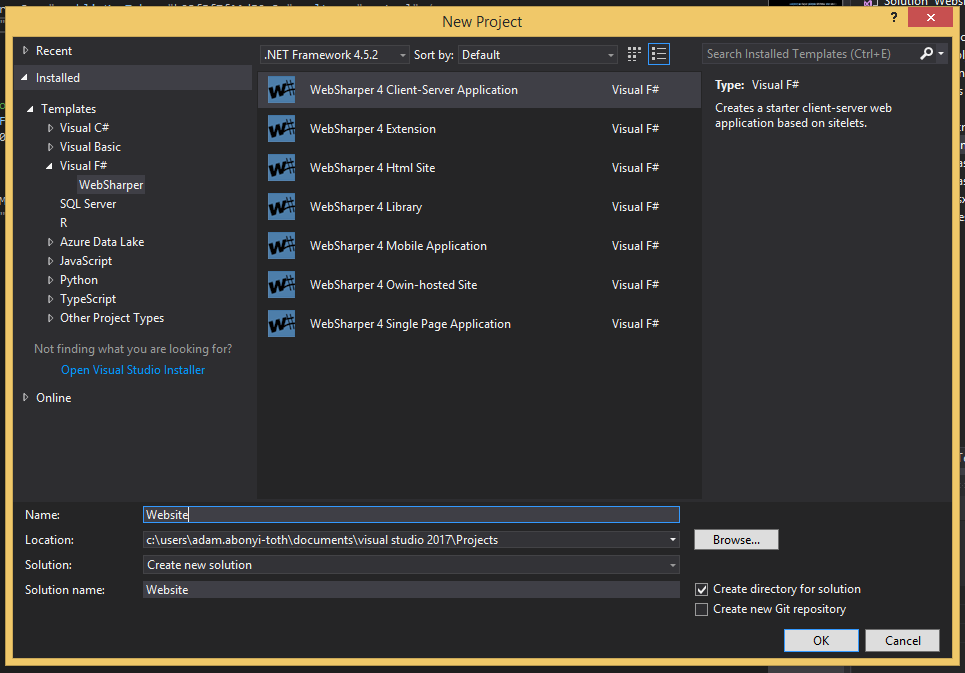 New Project
?
Recent
.NET Framework 4.5.2
Sort by:
Default
Search Installed Templates (Ctrl+E)
Installed
Templates
Visual C#
Visual Basic
Visual F#
WebSharper
SQL Server
R
Azure Data Lake
JavaScript
Python
TypeScript
Other Project Types
Not finding what you are looking for?
Open Visual Studio Installer
Online
WebSharper 4 Client-Server Application Visual F#
WebSharper 4 Extension Visual F#
WebSharper 4 Html Site Visual F#
WebSharper 4 Library Visual F#
WebSharper 4 Mobile Application Visual F#
WebSharper 4 Owin-hosted Site Visual F#
WebSharper 4 Single Page Application Visual F#
Type: Visual F#
Creates a starter client-server web
application based on sitelets.
Name: Website
Location: c:\users\adam.abonyi-toth\documents\visual studio 2017\Projects
Browse...
Solution: Create new solution
Solution name: Website
Create directory for solution
Create new Git repository
OK
Cancel